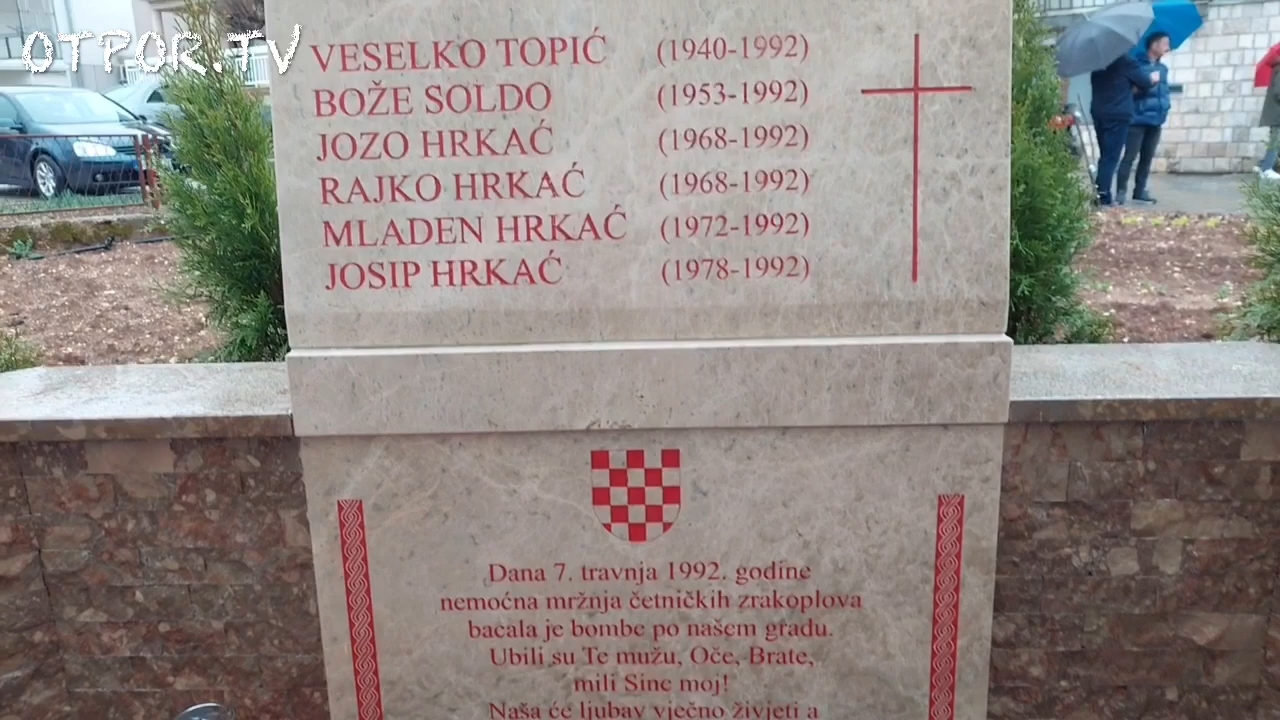 OTPOR.TV
VESELKO TOPIĆ (1940-1992)
BOŽE SOLDO (1953-1992)
JOZO HRKAĆ (1968-1992)
RAJKO HRKAĆ (1968-1992)
MLADEN HRKAĆ (1972-1992)
JOSIP HRKAĆ (1978-1992)
Dana 7. travnja 1992. godine
nemoćna mržnja četničkih zrakoplova
bacala je bombe po našem gradu.
Ubili su Te mužu, Oče, Brate,
mili Sine moj!
Naša će ljubav vječno živjeti a